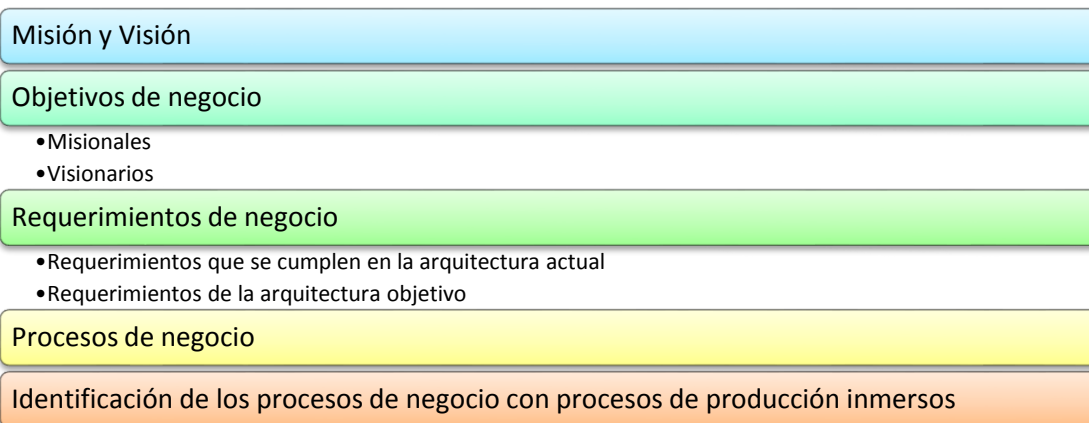 Misión y Visión
Objetivos de negocio
•Misionales
•Visionarios
Requerimientos de negocio
•Requerimientos que se cumplen en la arquitectura actual
•Requerimientos de la arquitectura objetivo
Procesos de negocio
Identificación de los procesos de negocio con procesos de producción inmersos